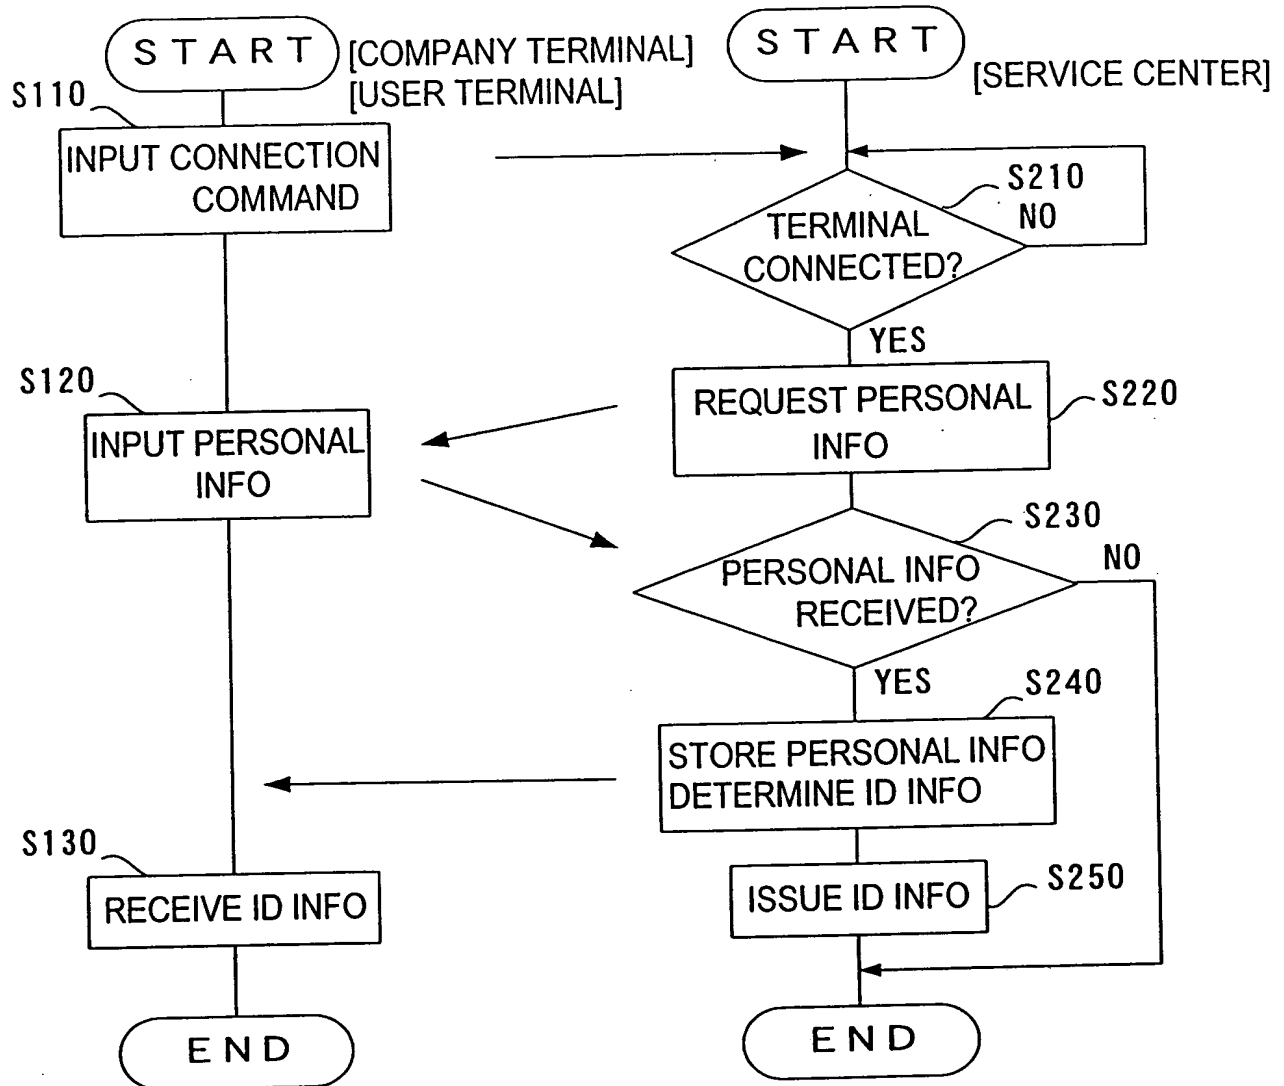 START
[COMPANY TERMINAL]
[USER TERMINAL]
S110
INPUT CONNECTION
COMMAND
S120
INPUT PERSONAL
INFO
S130
RECEIVE ID INFO
END
START
[SERVICE CENTER]
S210
TERMINAL
CONNECTED?
NO
YES
REQUEST PERSONAL
INFO
S220
S230
PERSONAL INFO
RECEIVED?
NO
YES
S240
STORE PERSONAL INFO
DETERMINE ID INFO
ISSUE ID INFO
S250
END